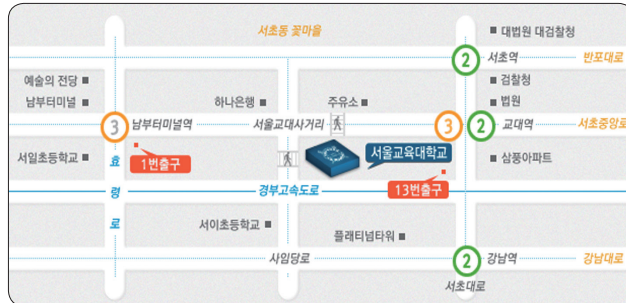 서초동 꽃마을
대법원 대검찰청
2
서초역
반포대로
예술의 전당
검찰청
남부터미널
하나은행
주유소
법원
3
남부터미널역
서울교대사거리
3
2
교대역
서초중앙로
서일초등학교
1번출구
서울교육대학교
삼풍아파트
13번출구
효령로
경부고속도로
서이초등학교
플래티넘타워
사임당로
2
강남역
강남대로
서초대로